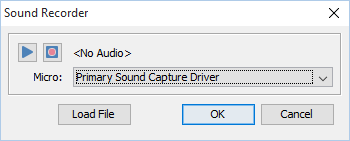 Sound Recorder
<No Audio>
Micro: Primary Sound Capture Driver
Load File OK Cancel